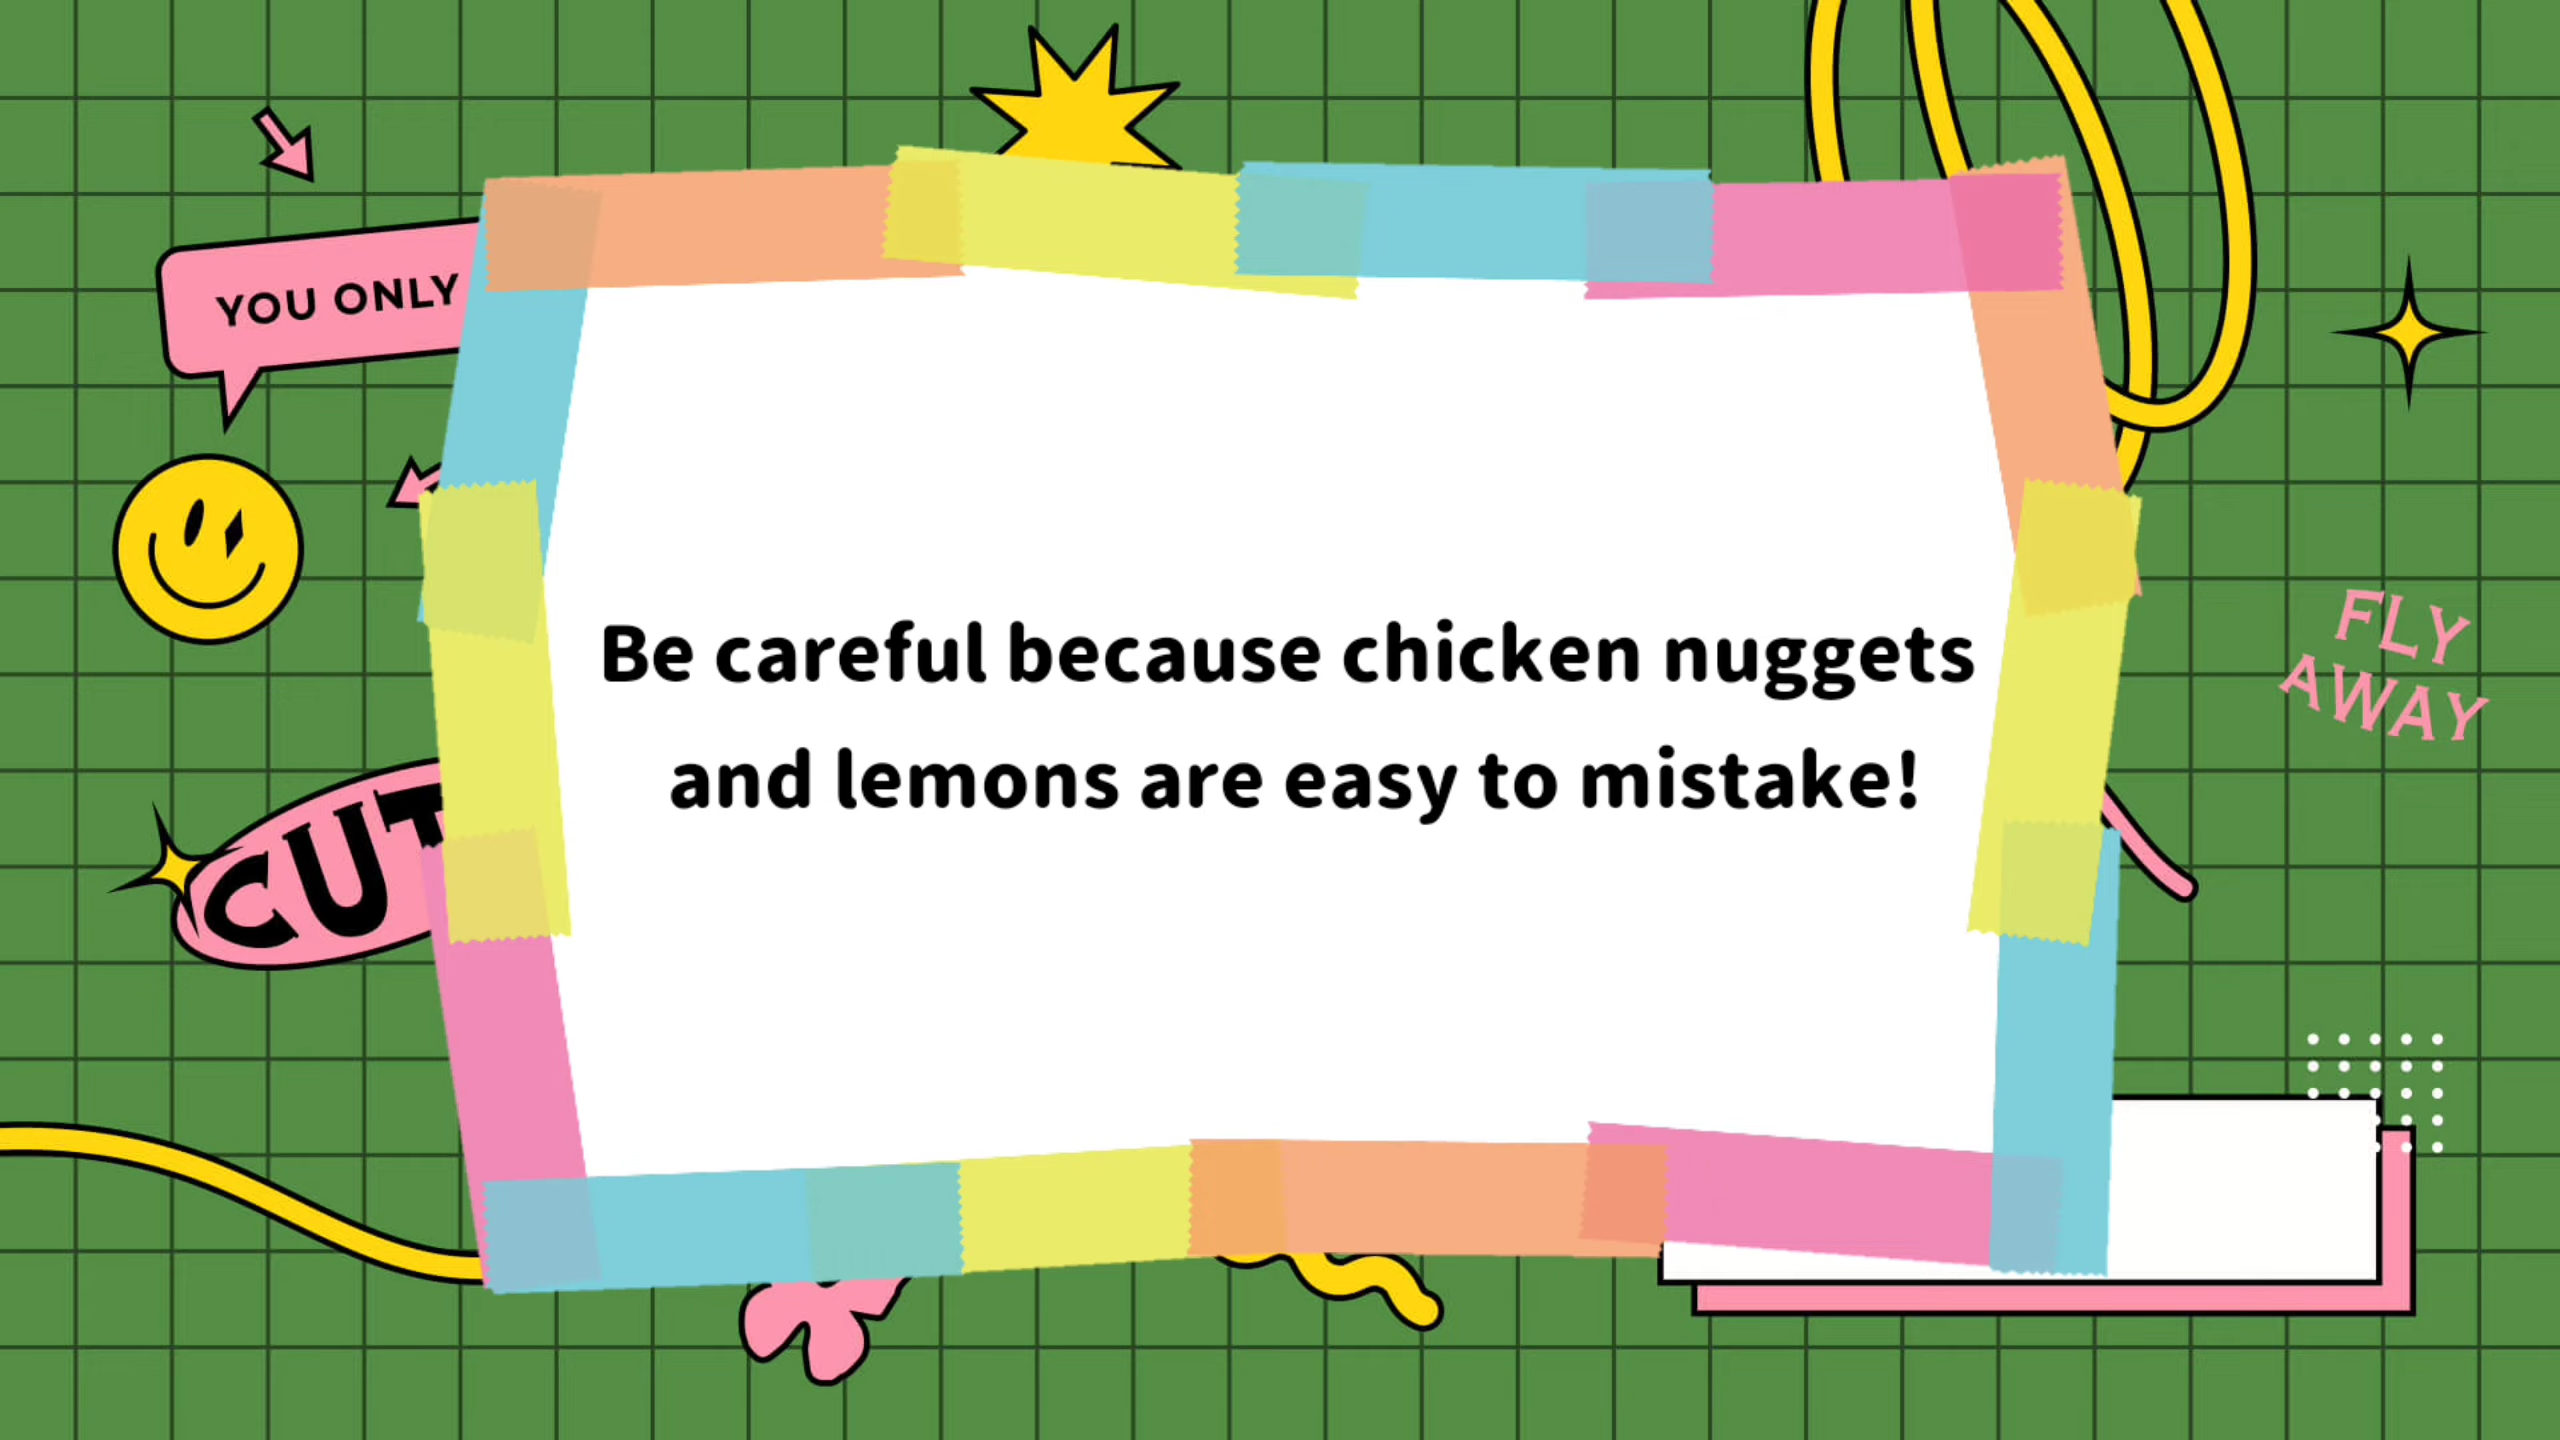 YOU ONLY
Be careful because chicken nuggets
and lemons are easy to mistake!
FLY
AWAY
CUT